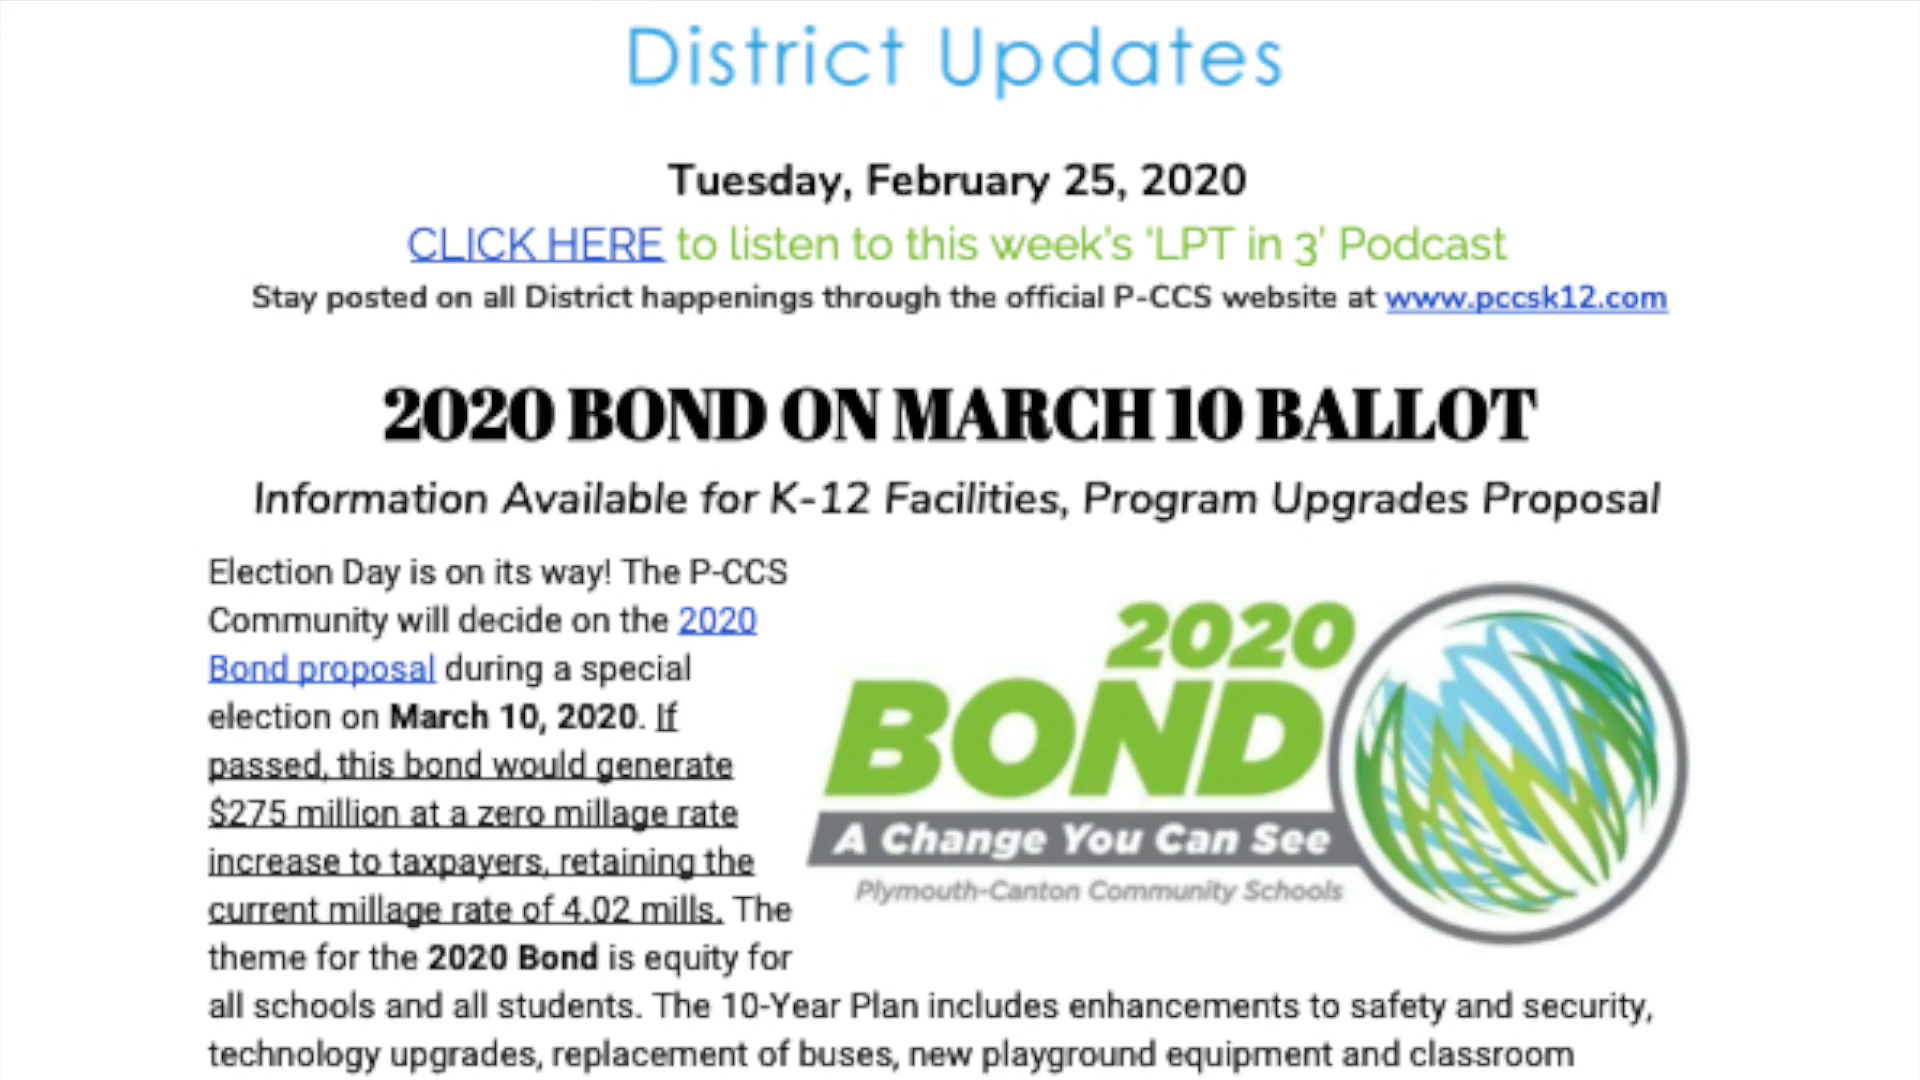 District Updates
Tuesday, February 25, 2020
CLICK HERE to listen to this week's 'LPT in 3' Podcast
Stay posted on all District happenings through the official P-CCS website at www.pccsk12.com
2020 BOND ON MARCH 10 BALLOT
Information Available for K-12 Facilities, Program Upgrades Proposal
Election Day is on its way! The P-CCS
Community will decide on the 2020
Bond proposal during a special
election on March 10, 2020. If
passed, this bond would generate
$275 million at a zero millage rate
increase to taxpayers, retaining the
current millage rate of 4.02 mills. The
theme for the 2020 Bond is equity for
all schools and all students. The 10-Year Plan includes enhancements to safety and security,
technology upgrades, replacement of buses, new playground equipment and classroom
2020
BOND
A Change You Can See
Plymouth-Canton Community Schools